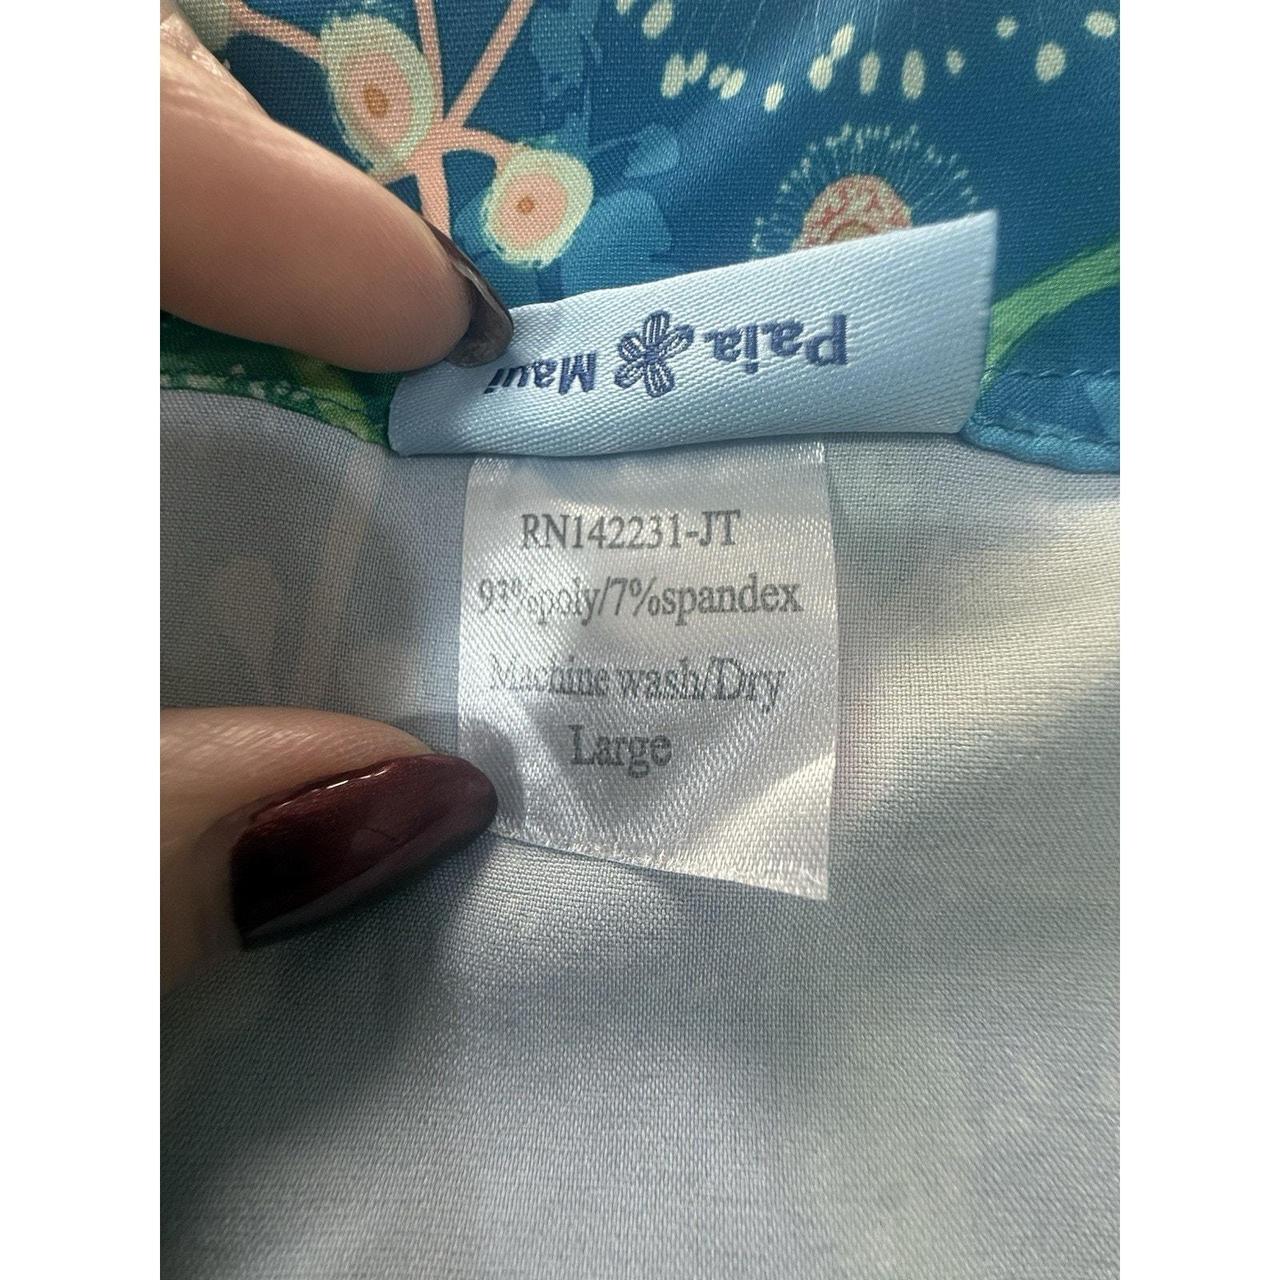 Paia Maui
RN142231-JT
93%poly/7%spandex
Machine wash/Dry
Large